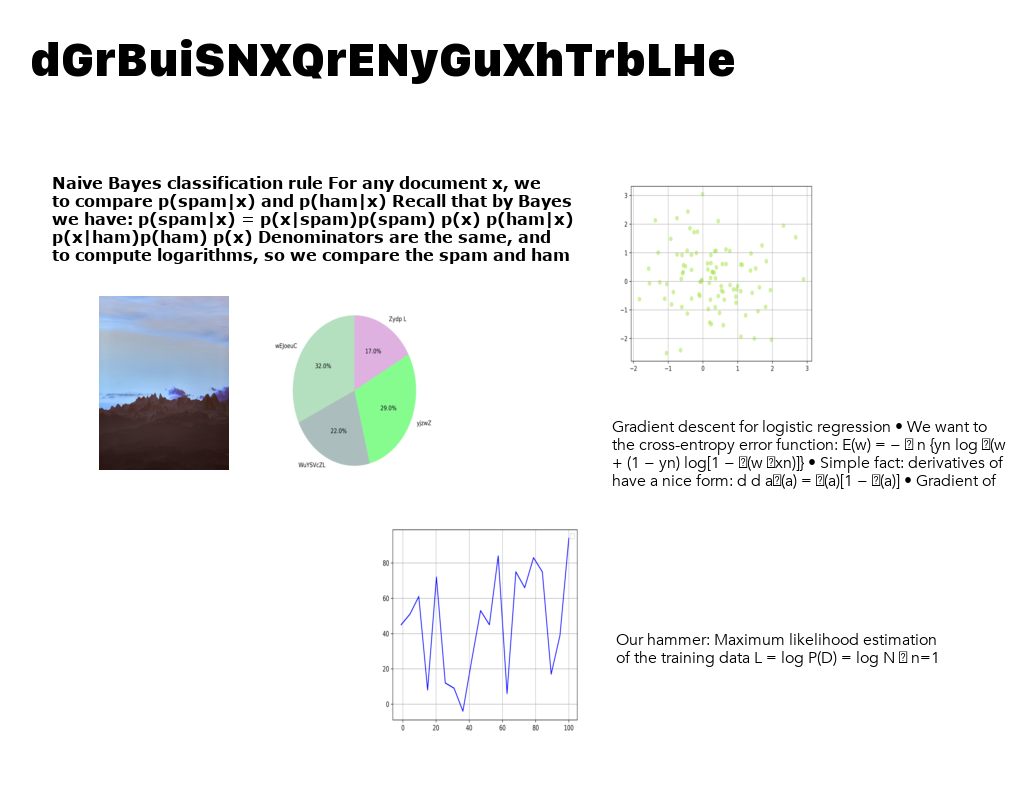 dGrBuiSNXQrENyGuXhTrbLHe
Naive Bayes classification rule For any document x, we
to compare p(spam|x) and p(ham|x) Recall that by Bayes
we have: p(spam|x) = p(x|spam)p(spam) p(x) p(ham|x)
p(x|ham)p(ham) p(x) Denominators are the same, and
to compute logarithms, so we compare the spam and ham
3
2
1
0
−1
−2
−2 −1 0 1 2 3
Zydp L
wEJoeuC
17.0%
32.0%
29.0%
yjzwZ
22.0%
WuYSVcZL
Gradient descent for logistic regression • We want to
the cross-entropy error function: E(w) = − � n {yn log �(w
+ (1 − yn) log[1 − �(w �xn)]} • Simple fact: derivatives of
have a nice form: d d a�(a) = �(a)[1 − �(a)] • Gradient of
80
60
40
20
0
0 20 40 60 80 100
Our hammer: Maximum likelihood estimation
of the training data L = log P(D) = log N � n=1